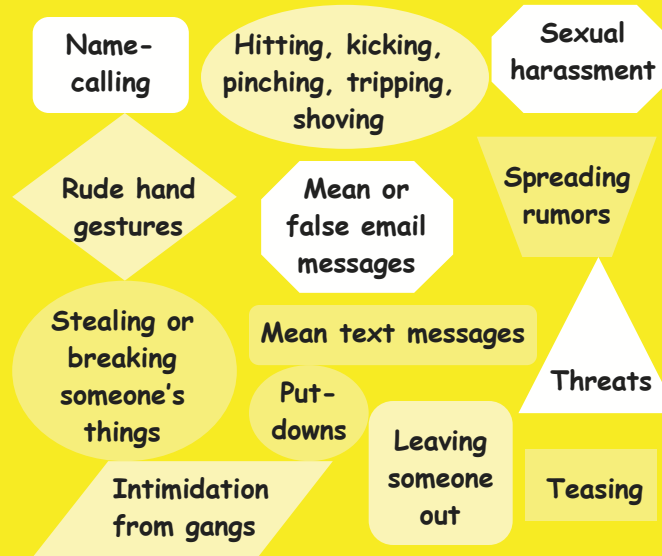 Name-
calling
Hitting, kicking,
pinching, tripping,
shoving
Sexual
harassment
Rude hand
gestures
Mean or
false email
messages
Spreading
rumors
Stealing or
breaking
someone's
things
Mean text messages
Threats
Put-
downs
Leaving
someone
out
Teasing
Intimidation
from gangs